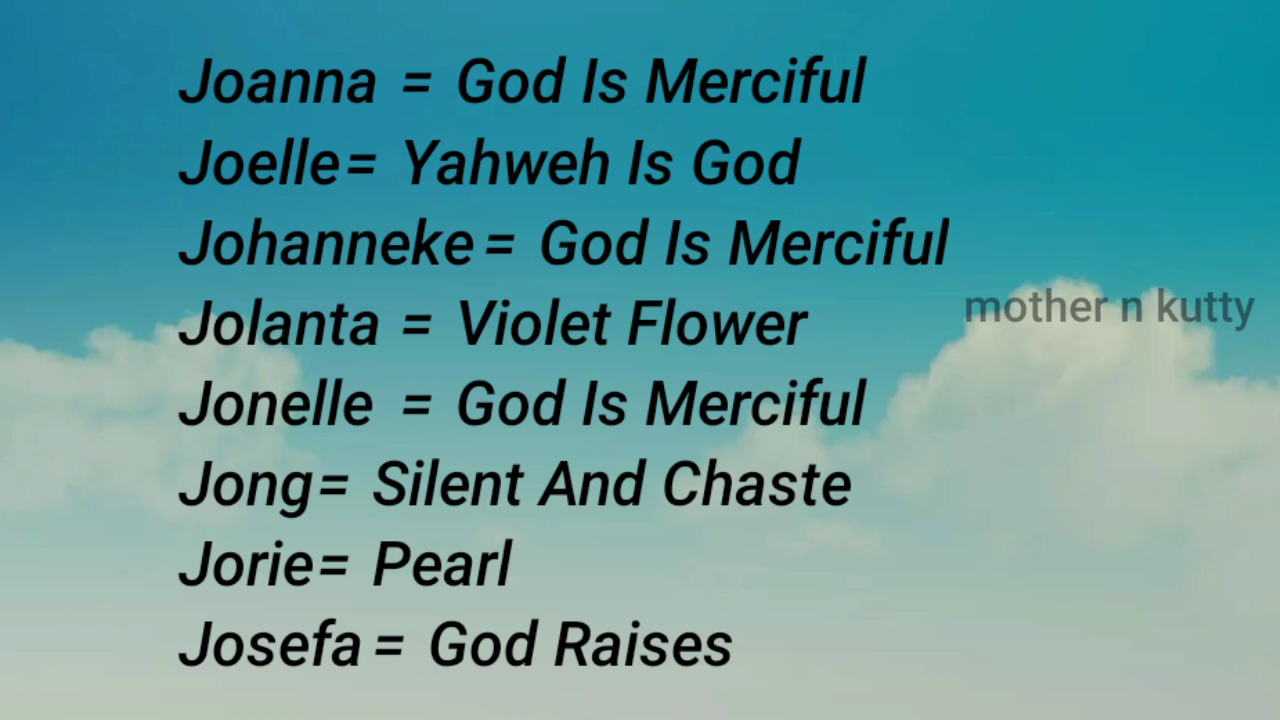 Joanna = God Is Merciful
Joelle= Yahweh Is God
Johanneke = God Is Merciful
Jolanta = Violet Flower
mother n kutty
Jonelle = God Is Merciful
Jong= Silent And Chaste
Jorie= Pearl
Josefa = God Raises